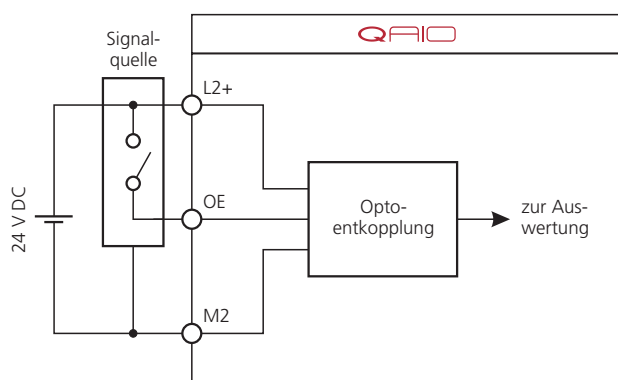 QAIO
Signal-
quelle
L2+
24 V DC
OE
Opto-
entkopplung
zur Aus-
wertung
M2